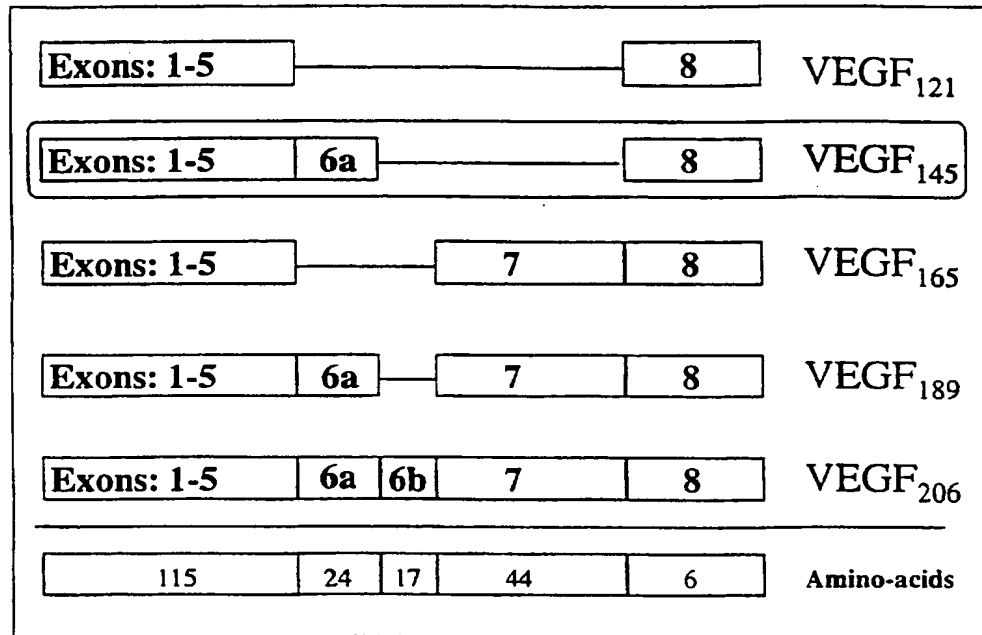 Exons: 1-5 8 VEGF121
Exons: 1-5 6a 8 VEGF145
Exons: 1-5 7 8 VEGF165
Exons: 1-5 6a 7 8 VEGF189
Exons: 1-5 6a 6b 7 8 VEGF206
115 24 17 44 6 Amino-acids